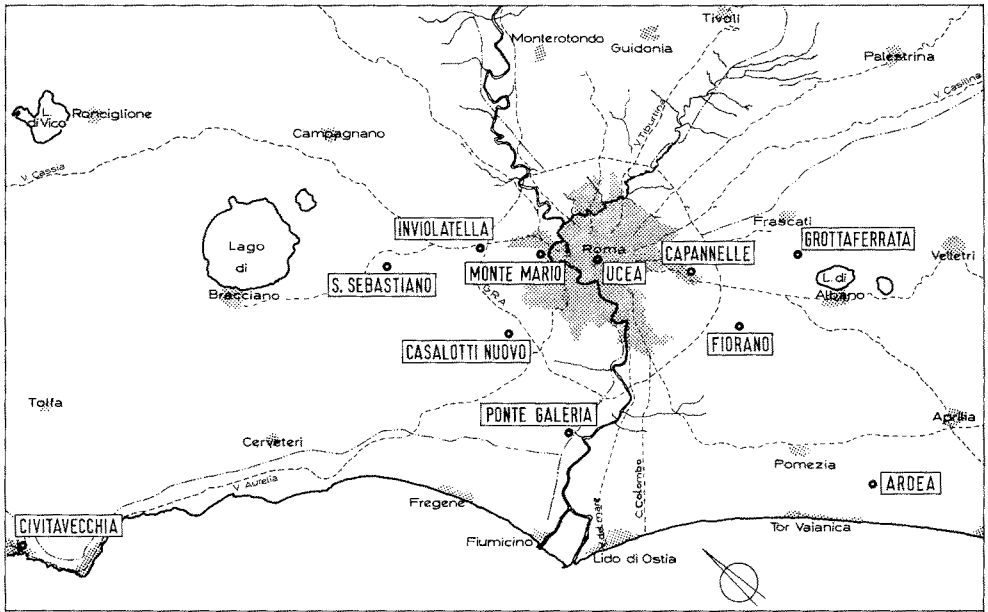 Tivoli
Monterotondo
Guidonia
Palestrina
V. Casilina
L.
di Vico
Ronciglione
V. Tiburtina
Campagnano
V. Cassia
Frascati
INVIOLATELLA
GROTTAFERRATA
Lago
di
Bracciano
Roma
CAPANNELLE
Velletri
MONTE MARIO
UCEA
S. SEBASTIANO
L. di
Albano
G.R.A.
CASALOTTI NUOVO
FIORANO
Tolfa
PONTE GALERIA
Aprilia
Cerveteri
Pomezia
V. Aurelia
C. Colombo
ARDEA
Fregene
V. del mare
CIVITAVECCHIA
Tor Vaianica
Fiumicino
Lido di Ostia